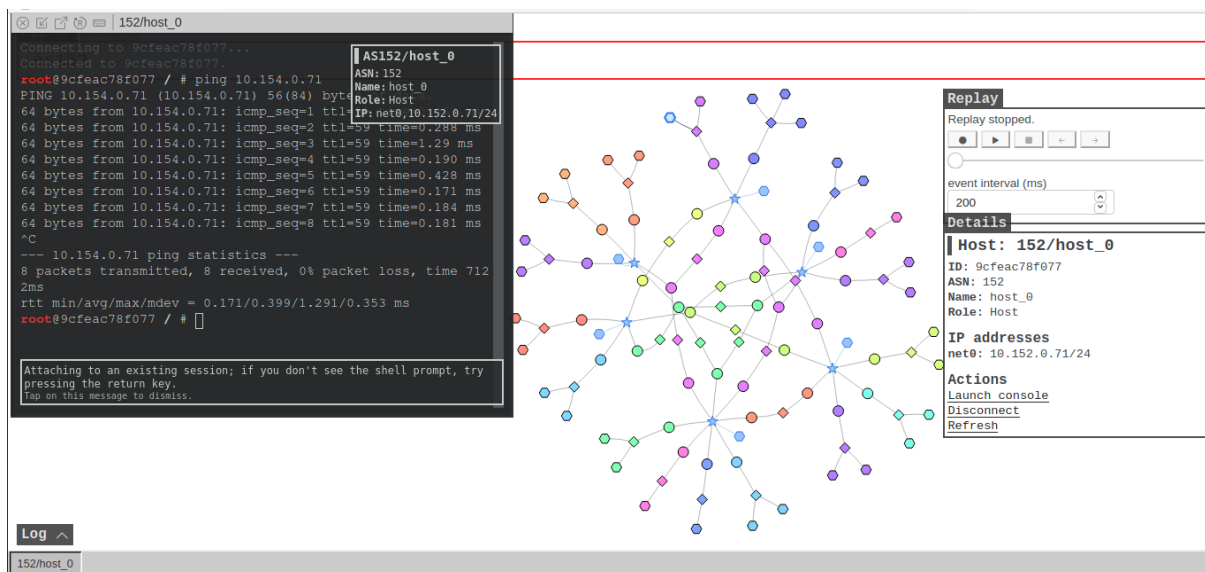 152/host_0
Connecting to 9cfeac78f077...
Connected to 9cfeac78f077.
root@9cfeac78f077 / # ping 10.154.0.71
PING 10.154.0.71 (10.154.0.71) 56(84) byte
64 bytes from 10.154.0.71: icmp_seq=1 ttl=
64 bytes from 10.154.0.71: icmp_seq=2 ttl=59 time=0.288 ms
64 bytes from 10.154.0.71: icmp_seq=3 ttl=59 time=1.29 ms
64 bytes from 10.154.0.71: icmp_seq=4 ttl=59 time=0.190 ms
64 bytes from 10.154.0.71: icmp_seq=5 ttl=59 time=0.428 ms
64 bytes from 10.154.0.71: icmp_seq=6 ttl=59 time=0.171 ms
64 bytes from 10.154.0.71: icmp_seq=7 ttl=59 time=0.184 ms
64 bytes from 10.154.0.71: icmp_seq=8 ttl=59 time=0.181 ms
^C
--- 10.154.0.71 ping statistics ---
8 packets transmitted, 8 received, 0% packet loss, time 712
2ms
rtt min/avg/max/mdev = 0.171/0.399/1.291/0.353 ms
root@9cfeac78f077 / #
AS152/host_0
ASN: 152
Name: host_0
Role: Host
IP: net0,10.152.0.71/24
Attaching to an existing session; if you don't see the shell prompt, try
pressing the return key.
Tap on this message to dismiss.
Replay
Replay stopped.
event interval (ms)
200
Details
Host: 152/host_0
ID: 9cfeac78f077
ASN: 152
Name: host_0
Role: Host
IP addresses
net0: 10.152.0.71/24
Actions
Launch console
Disconnect
Refresh
Log
152/host_0